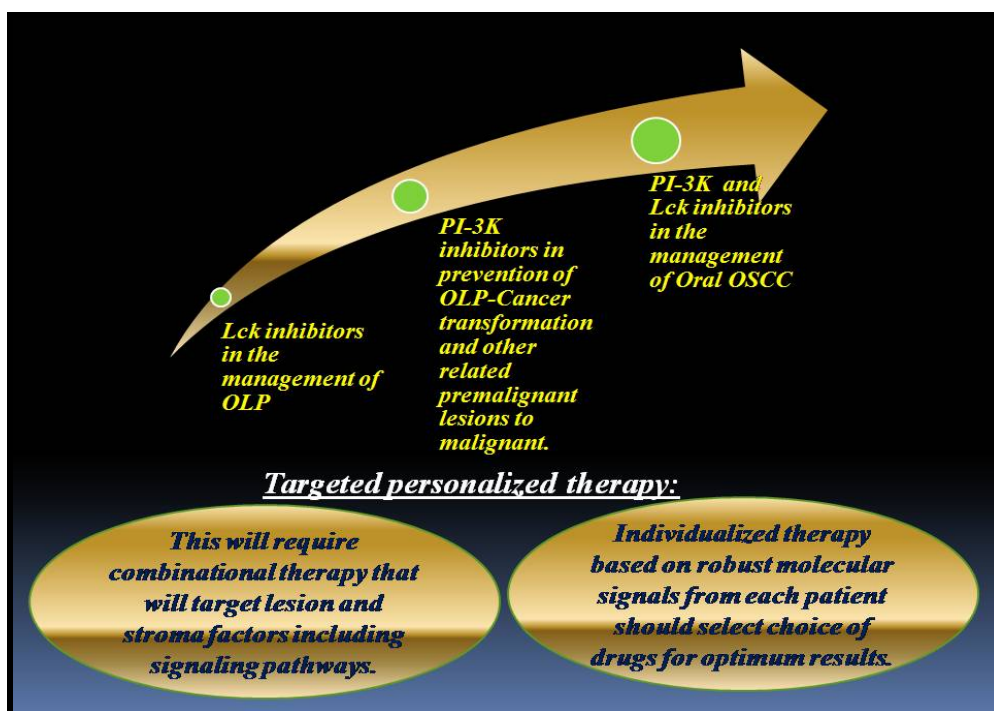 Lck inhibitors
in the
management of
OLP
PI-3K
inhibitors in
prevention of
OLP-Cancer
transformation
and other
related
premalignant
lesions to
malignant.
PI-3K and
Lck inhibitors
in the
management
of Oral OSCC
Targeted personalized therapy:
This will require
combinational therapy that
will target lesion and
stroma factors including
signaling pathways.
Individualized therapy
based on robust molecular
signals from each patient
should select choice of
drugs for optimum results.